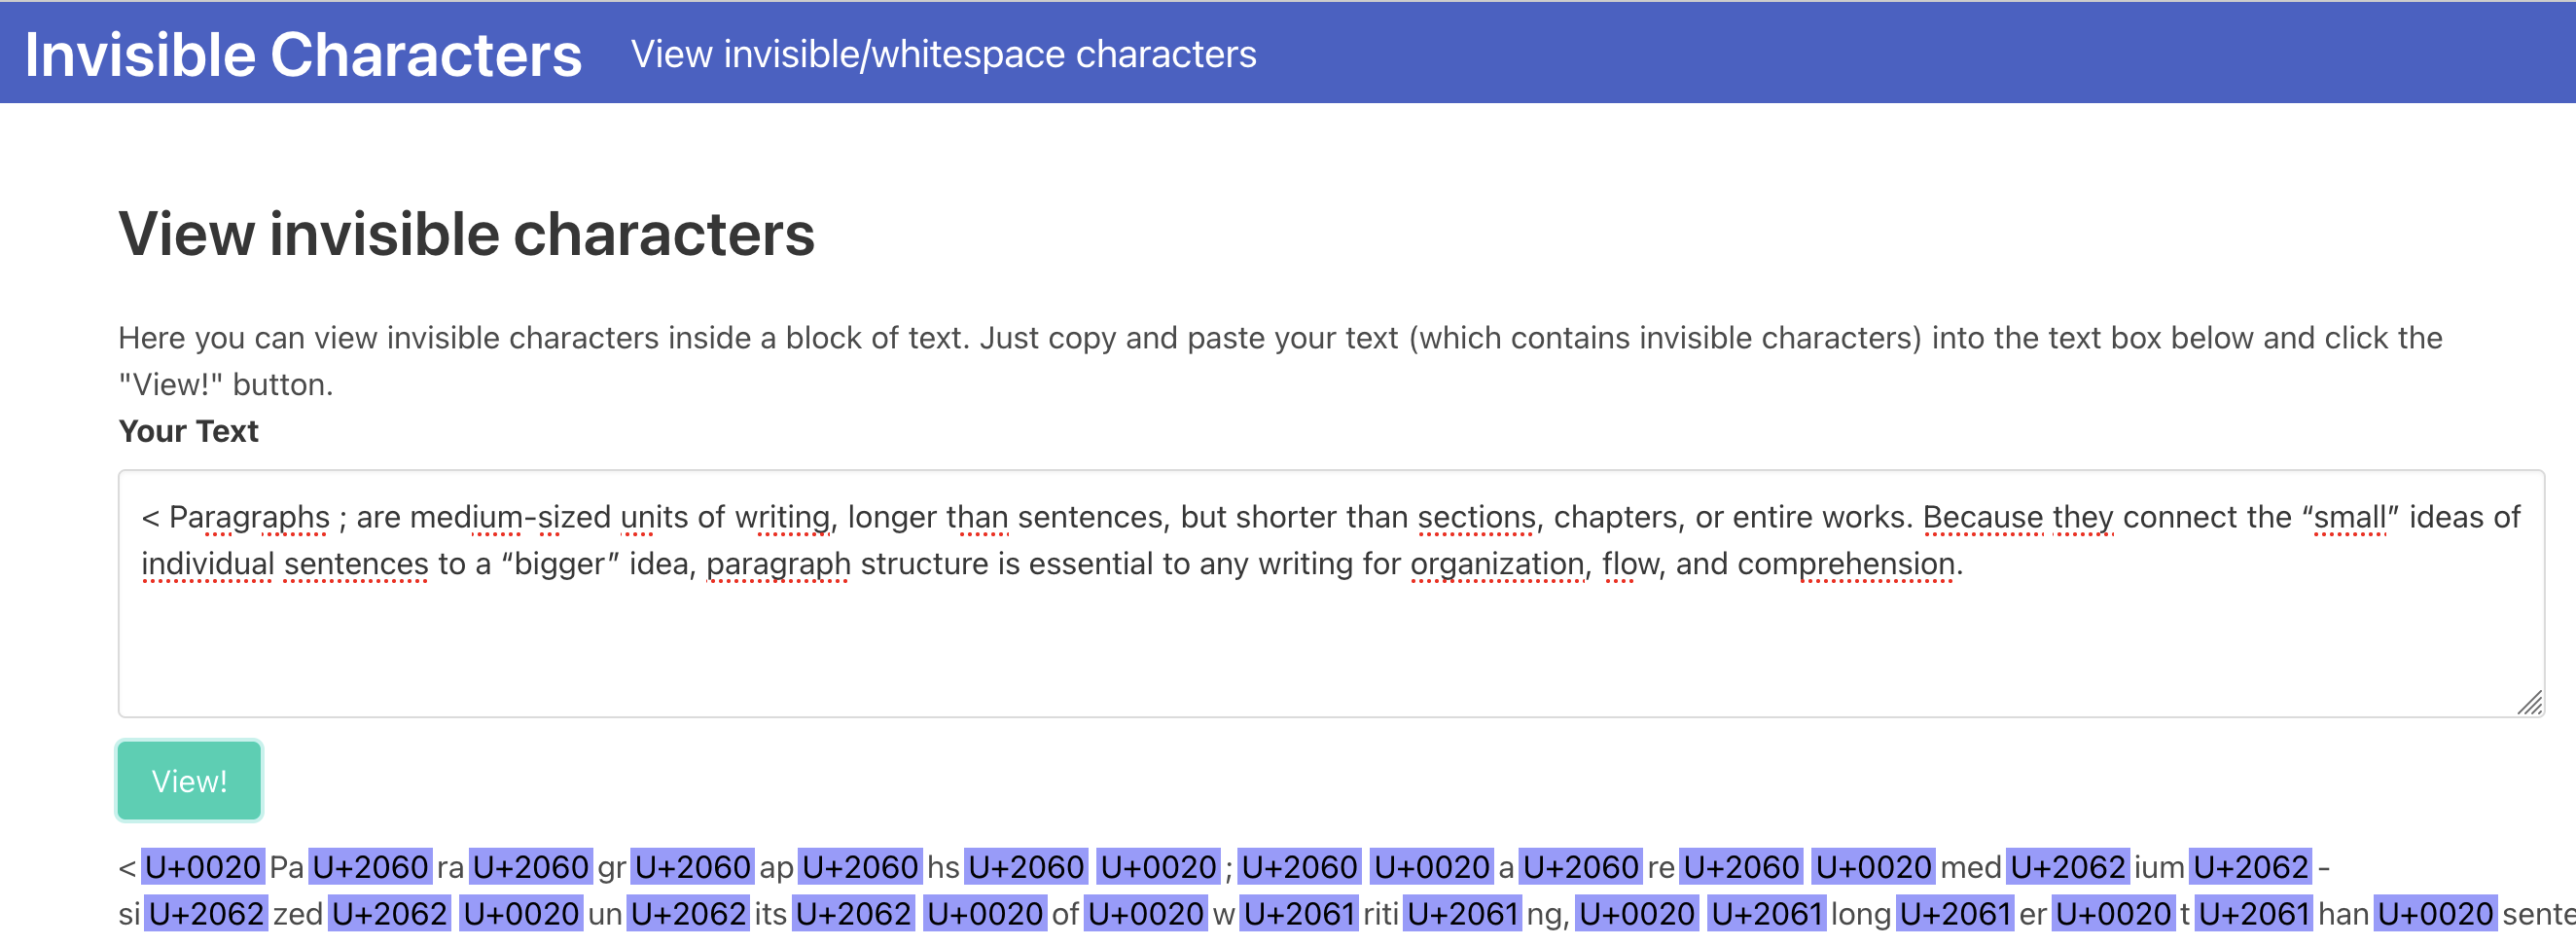 Invisible Characters View invisible/whitespace characters
View invisible characters
Here you can view invisible characters inside a block of text. Just copy and paste your text (which contains invisible characters) into the text box below and click the
"View!" button.
Your Text
< Paragraphs ; are medium-sized units of writing, longer than sentences, but shorter than sections, chapters, or entire works. Because they connect the “small” ideas of
individual sentences to a “bigger” idea, paragraph structure is essential to any writing for organization, flow, and comprehension.
View!
< U+0020 Pa U+2060 ra U+2060 gr U+2060 ap U+2060 hs U+2060 U+0020 ; U+2060 U+0020 a U+2060 re U+2060 U+0020 med U+2062 ium U+2062 -
si U+2062 zed U+2062 U+0020 un U+2062 its U+2062 U+0020 of U+0020 w U+2061 riti U+2061 ng, U+0020 U+2061 long U+2061 er U+0020 t U+2061 han U+0020 sente